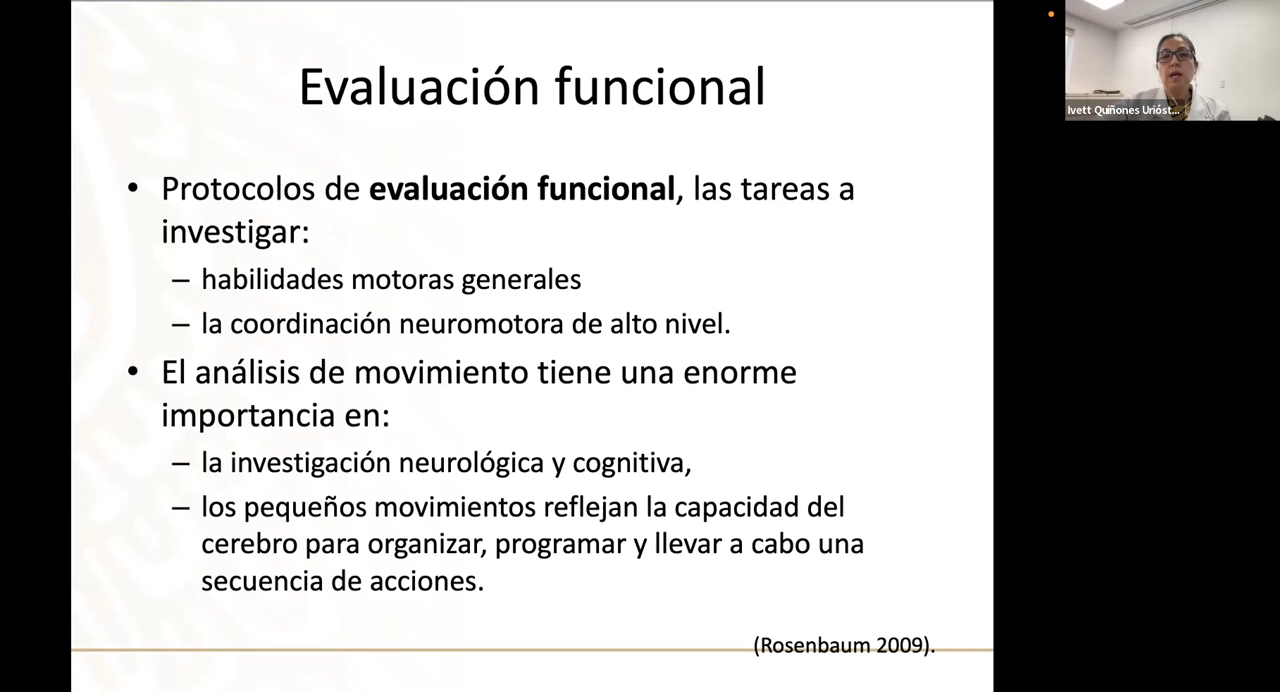 Evaluación funcional
• Protocolos de evaluación funcional, las tareas a
investigar:
– habilidades motoras generales
– la coordinación neuromotora de alto nivel.
• El análisis de movimiento tiene una enorme
importancia en:
– la investigación neurológica y cognitiva,
– los pequeños movimientos reflejan la capacidad del
cerebro para organizar, programar y llevar a cabo una
secuencia de acciones.
(Rosenbaum 2009).
Ivett Quiñones Urióst...